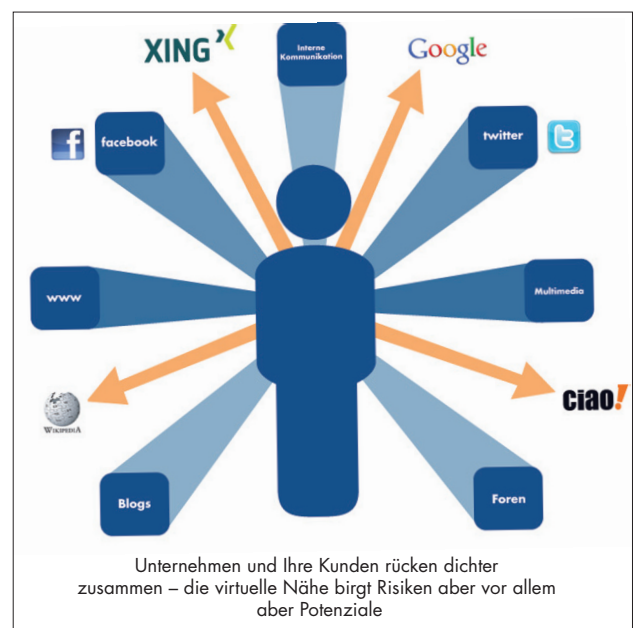 XING
Interne
Kommunikation
Google
f
facebook
twitter
t
www
Multimedia
WIKIPEDIA
ciao!
Blogs
Foren
Unternehmen und Ihre Kunden rücken dichter
zusammen – die virtuelle Nähe birgt Risiken aber vor allem
aber Potenziale